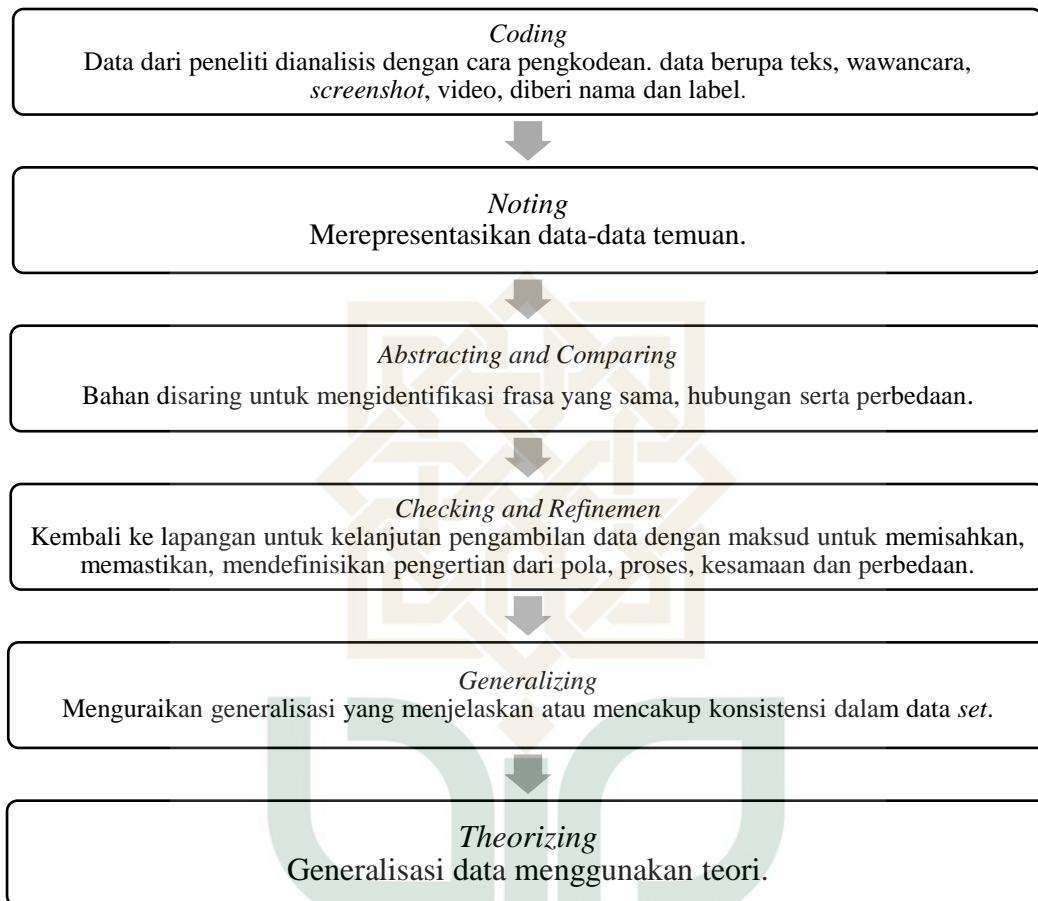 Coding
Data dari peneliti dianalisis dengan cara pengkodean. data berupa teks, wawancara,
screenshot, video, diberi nama dan label.
Noting
Merepresentasikan data-data temuan.
Abstracting and Comparing
Bahan disaring untuk mengidentifikasi frasa yang sama, hubungan serta perbedaan.
Checking and Refinemen
Kembali ke lapangan untuk kelanjutan pengambilan data dengan maksud untuk memisahkan,
memastikan, mendefinisikan pengertian dari pola, proses, kesamaan dan perbedaan.
Generalizing
Menguraikan generalisasi yang menjelaskan atau mencakup konsistensi dalam data set.
Theorizing
Generalisasi data menggunakan teori.